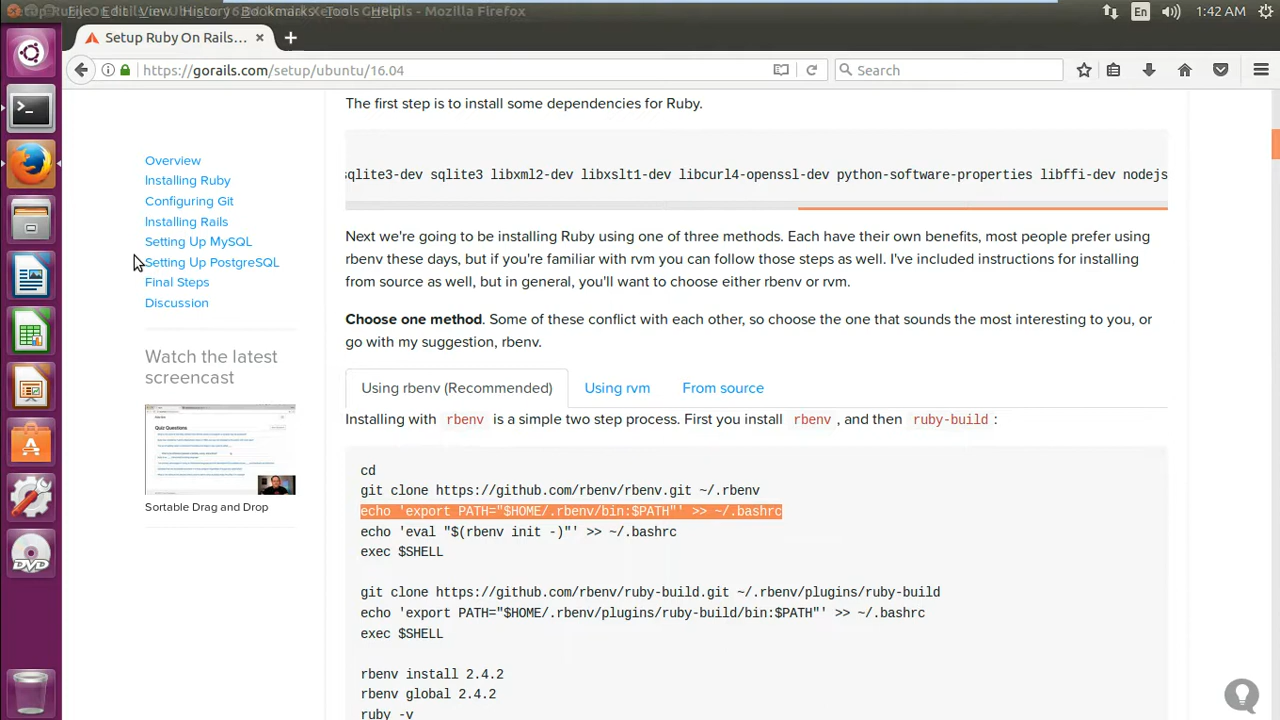 File Edit View History Bookmarks Tools Help
Mozilla Firefox
En
1:42 AM
Setup Ruby On Rails...
https://gorails.com/setup/ubuntu/16.04
Search
Overview
Installing Ruby
Configuring Git
Installing Rails
Setting Up MySQL
Setting Up PostgreSQL
Final Steps
Discussion
Watch the latest
screencast
Quiz Questions
Sortable Drag and Drop
The first step is to install some dependencies for Ruby.
sqlite3-dev sqlite3 libxml2-dev libxslt1-dev libcurl4-openssl-dev python-software-properties libffi-dev nodejs
Next we're going to be installing Ruby using one of three methods. Each have their own benefits, most people prefer using
rbenv these days, but if you're familiar with rvm you can follow those steps as well. I've included instructions for installing
from source as well, but in general, you'll want to choose either rbenv or rvm.
Choose one method. Some of these conflict with each other, so choose the one that sounds the most interesting to you, or
go with my suggestion, rbenv.
Using rbenv (Recommended)
Using rvm
From source
Installing with rbenv is a simple two step process. First you install rbenv , and then ruby-build :
cd
git clone https://github.com/rbenv/rbenv.git ~/.rbenv
echo 'export PATH="$HOME/.rbenv/bin:$PATH"' >> ~/.bashrc
echo 'eval "$(rbenv init -)"' >> ~/.bashrc
exec $SHELL
git clone https://github.com/rbenv/ruby-build.git ~/.rbenv/plugins/ruby-build
echo 'export PATH="$HOME/.rbenv/plugins/ruby-build/bin:$PATH"' >> ~/.bashrc
exec $SHELL
rbenv install 2.4.2
rbenv global 2.4.2
ruby -v
DVD